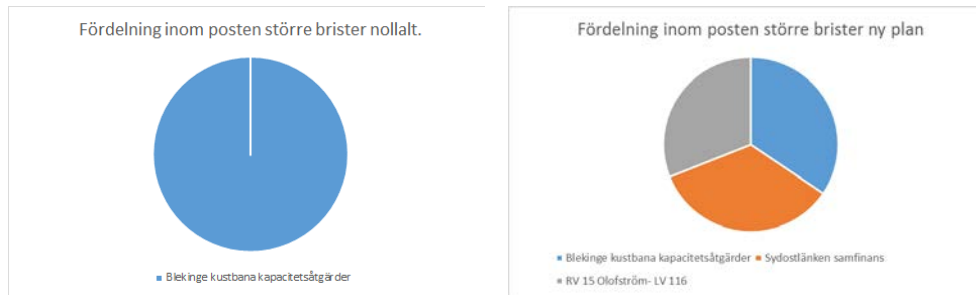 Fördelning inom posten större brister nollalt.
Blekinge kustbana kapacitetsåtgärder
Fördelning inom posten större brister ny plan
Blekinge kustbana kapacitetsåtgärder Sydostlänken samfinans
RV 15 Olofström- LV 116